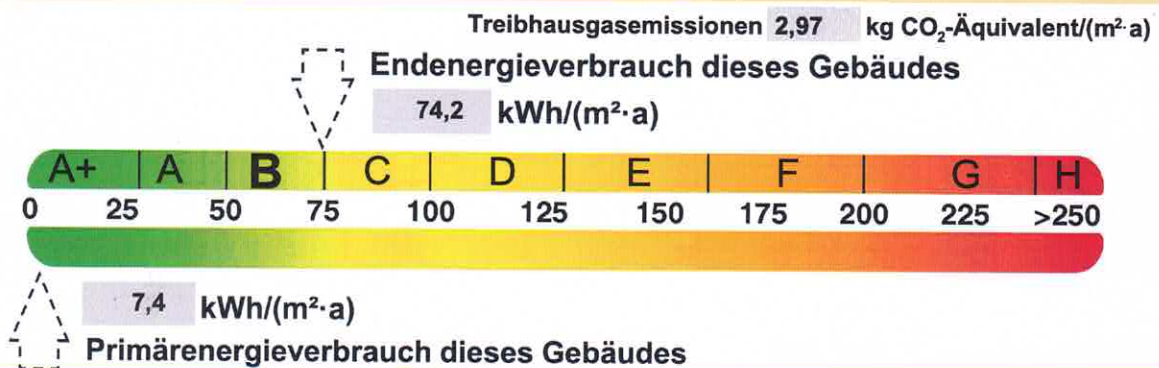 Treibhausgasemissionen 2,97 kg CO₂-Äquivalent/(m²·a)
Endenergieverbrauch dieses Gebäudes
74,2 kWh/(m²·a)
A+ A B C D E F G H
0 25 50 75 100 125 150 175 200 225 >250
7,4 kWh/(m²·a)
Primärenergieverbrauch dieses Gebäudes